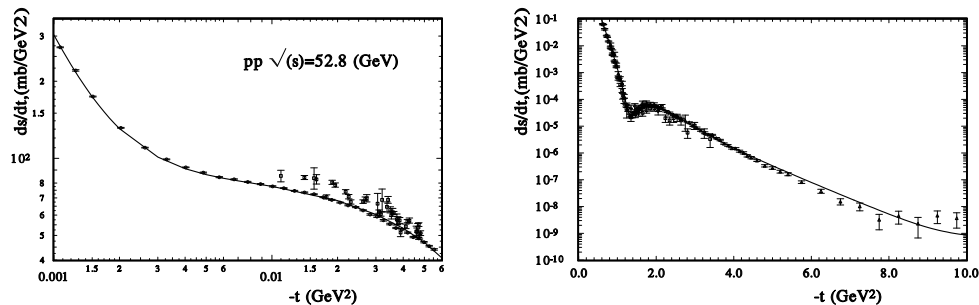 ds/dt,(mb/GeV2)
3
2
1.5
10²
8
7
6
5
4
pp √(s)=52.8 (GeV)
0.001 1.5 2 3 4 5 6 0.01 1.5 2 3 4 5 6
-t (GeV²)
ds/dt,(mb/GeV2)
10-1
10-2
10-3
10-4
10-5
10-6
10-7
10-8
10-9
10-10
0.0 2.0 4.0 6.0 8.0 10.0
-t (GeV²)